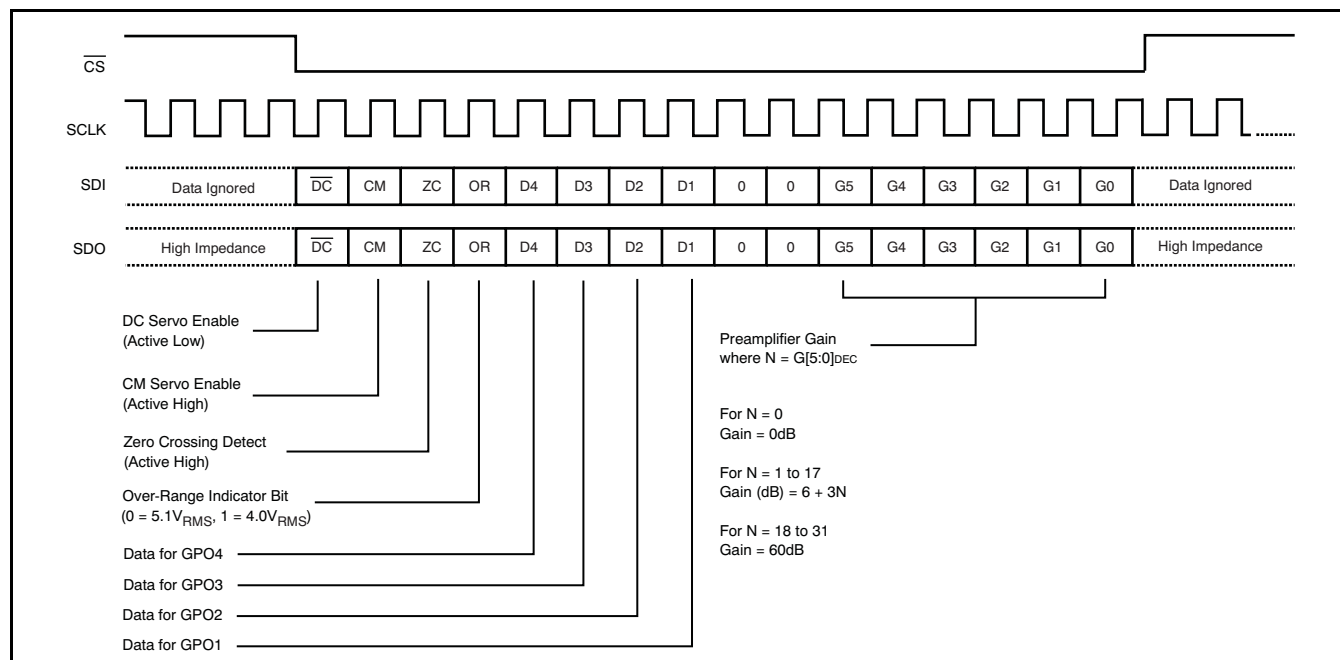 CS
SCLK
SDI Data Ignored DC CM ZC OR D4 D3 D2 D1 0 0 G5 G4 G3 G2 G1 G0 Data Ignored
SDO High Impedance DC CM ZC OR D4 D3 D2 D1 0 0 G5 G4 G3 G2 G1 G0 High Impedance
DC Servo Enable
(Active Low)
CM Servo Enable
(Active High)
Zero Crossing Detect
(Active High)
Over-Range Indicator Bit
(0 = 5.1VRMS, 1 = 4.0VRMS)
Data for GPO4
Data for GPO3
Data for GPO2
Data for GPO1
Preamplifier Gain
where N = G[5:0]DEC
For N = 0
Gain = 0dB
For N = 1 to 17
Gain (dB) = 6 + 3N
For N = 18 to 31
Gain = 60dB